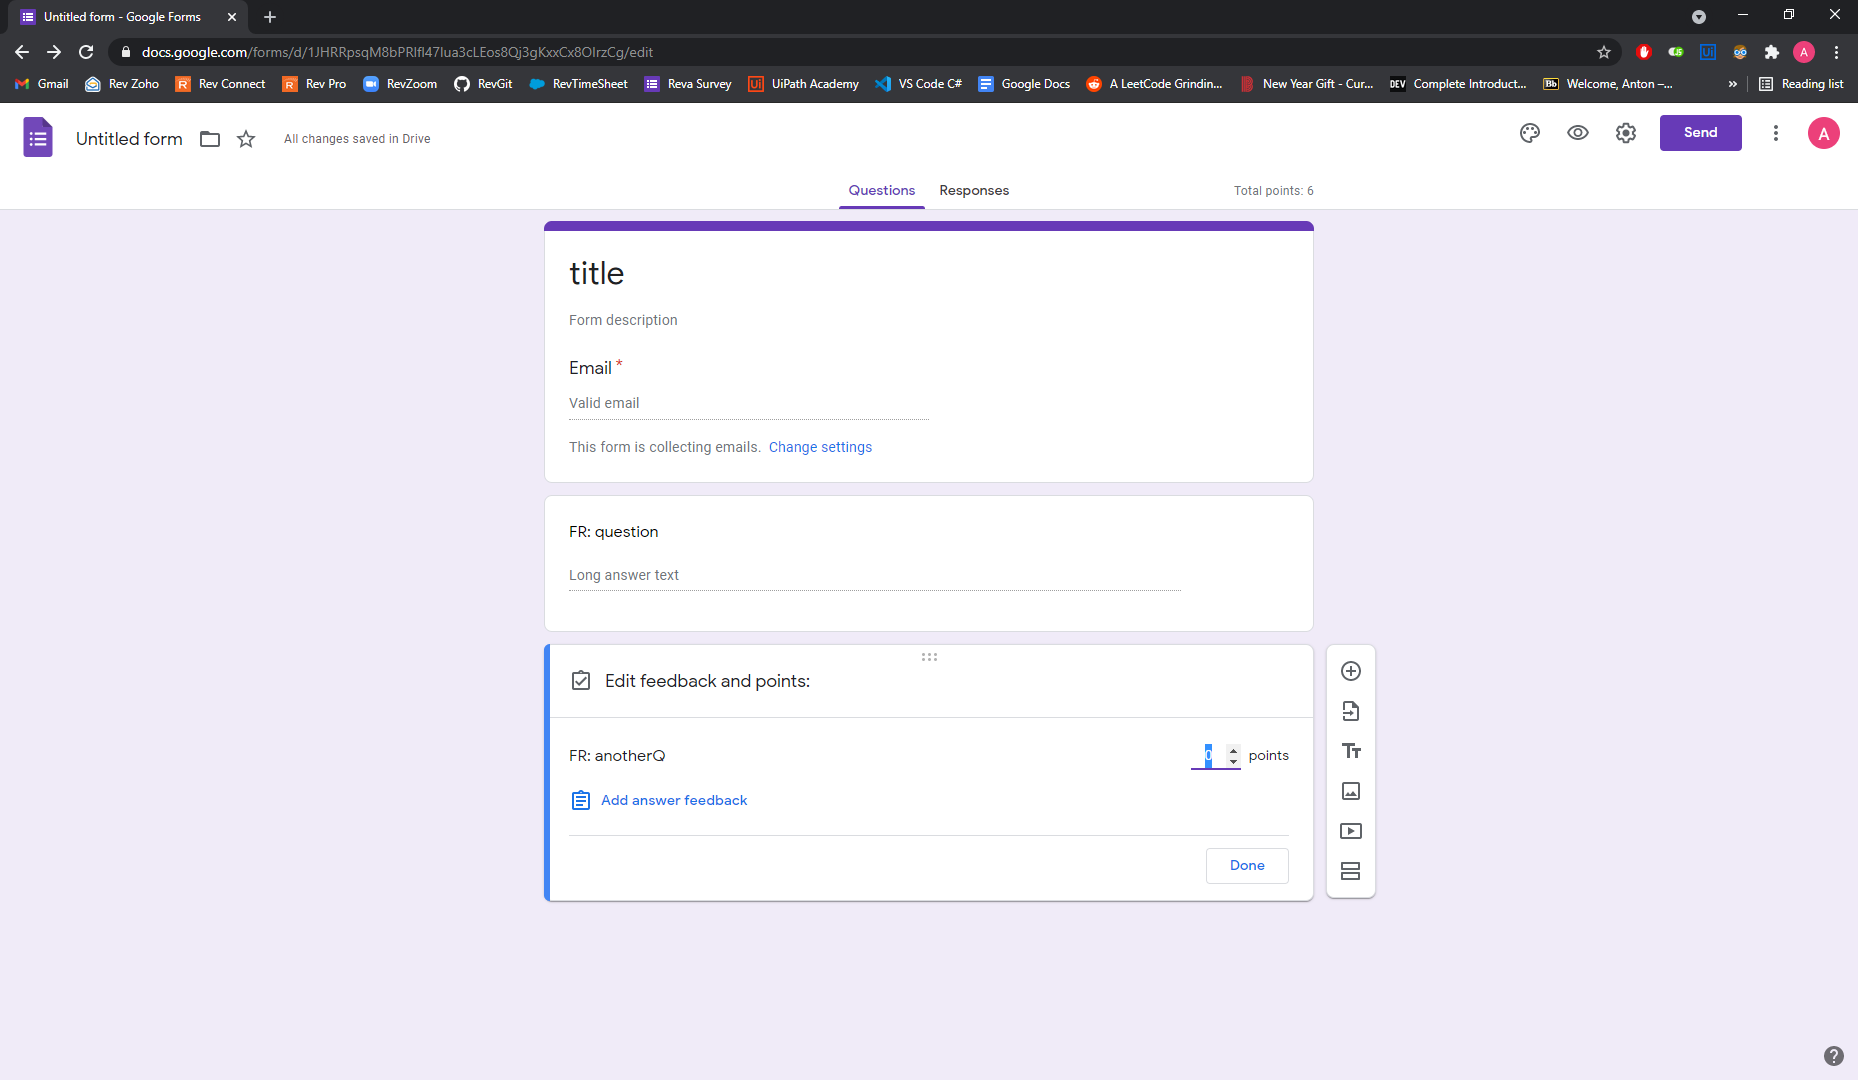 Untitled form - Google Forms
docs.google.com/forms/d/1JHRRpsqM8bPRlfl47lua3cLEos8Qj3gKxxCx8OlrzCg/edit
A
Gmail Rev Zoho R Rev Connect R Rev Pro RevZoom RevGit RevTimeSheet Reva Survey Ui UiPath Academy VS Code C# Google Docs A LeetCode Grindin... New Year Gift - Cur... DEV Complete Introduct... Bb Welcome, Anton –... » Reading list
Untitled form All changes saved in Drive Send A
Questions Responses Total points: 6
title
Form description
Email *
Valid email
This form is collecting emails. Change settings
FR: question
Long answer text
Edit feedback and points:
FR: anotherQ 0 points
Add answer feedback
Done